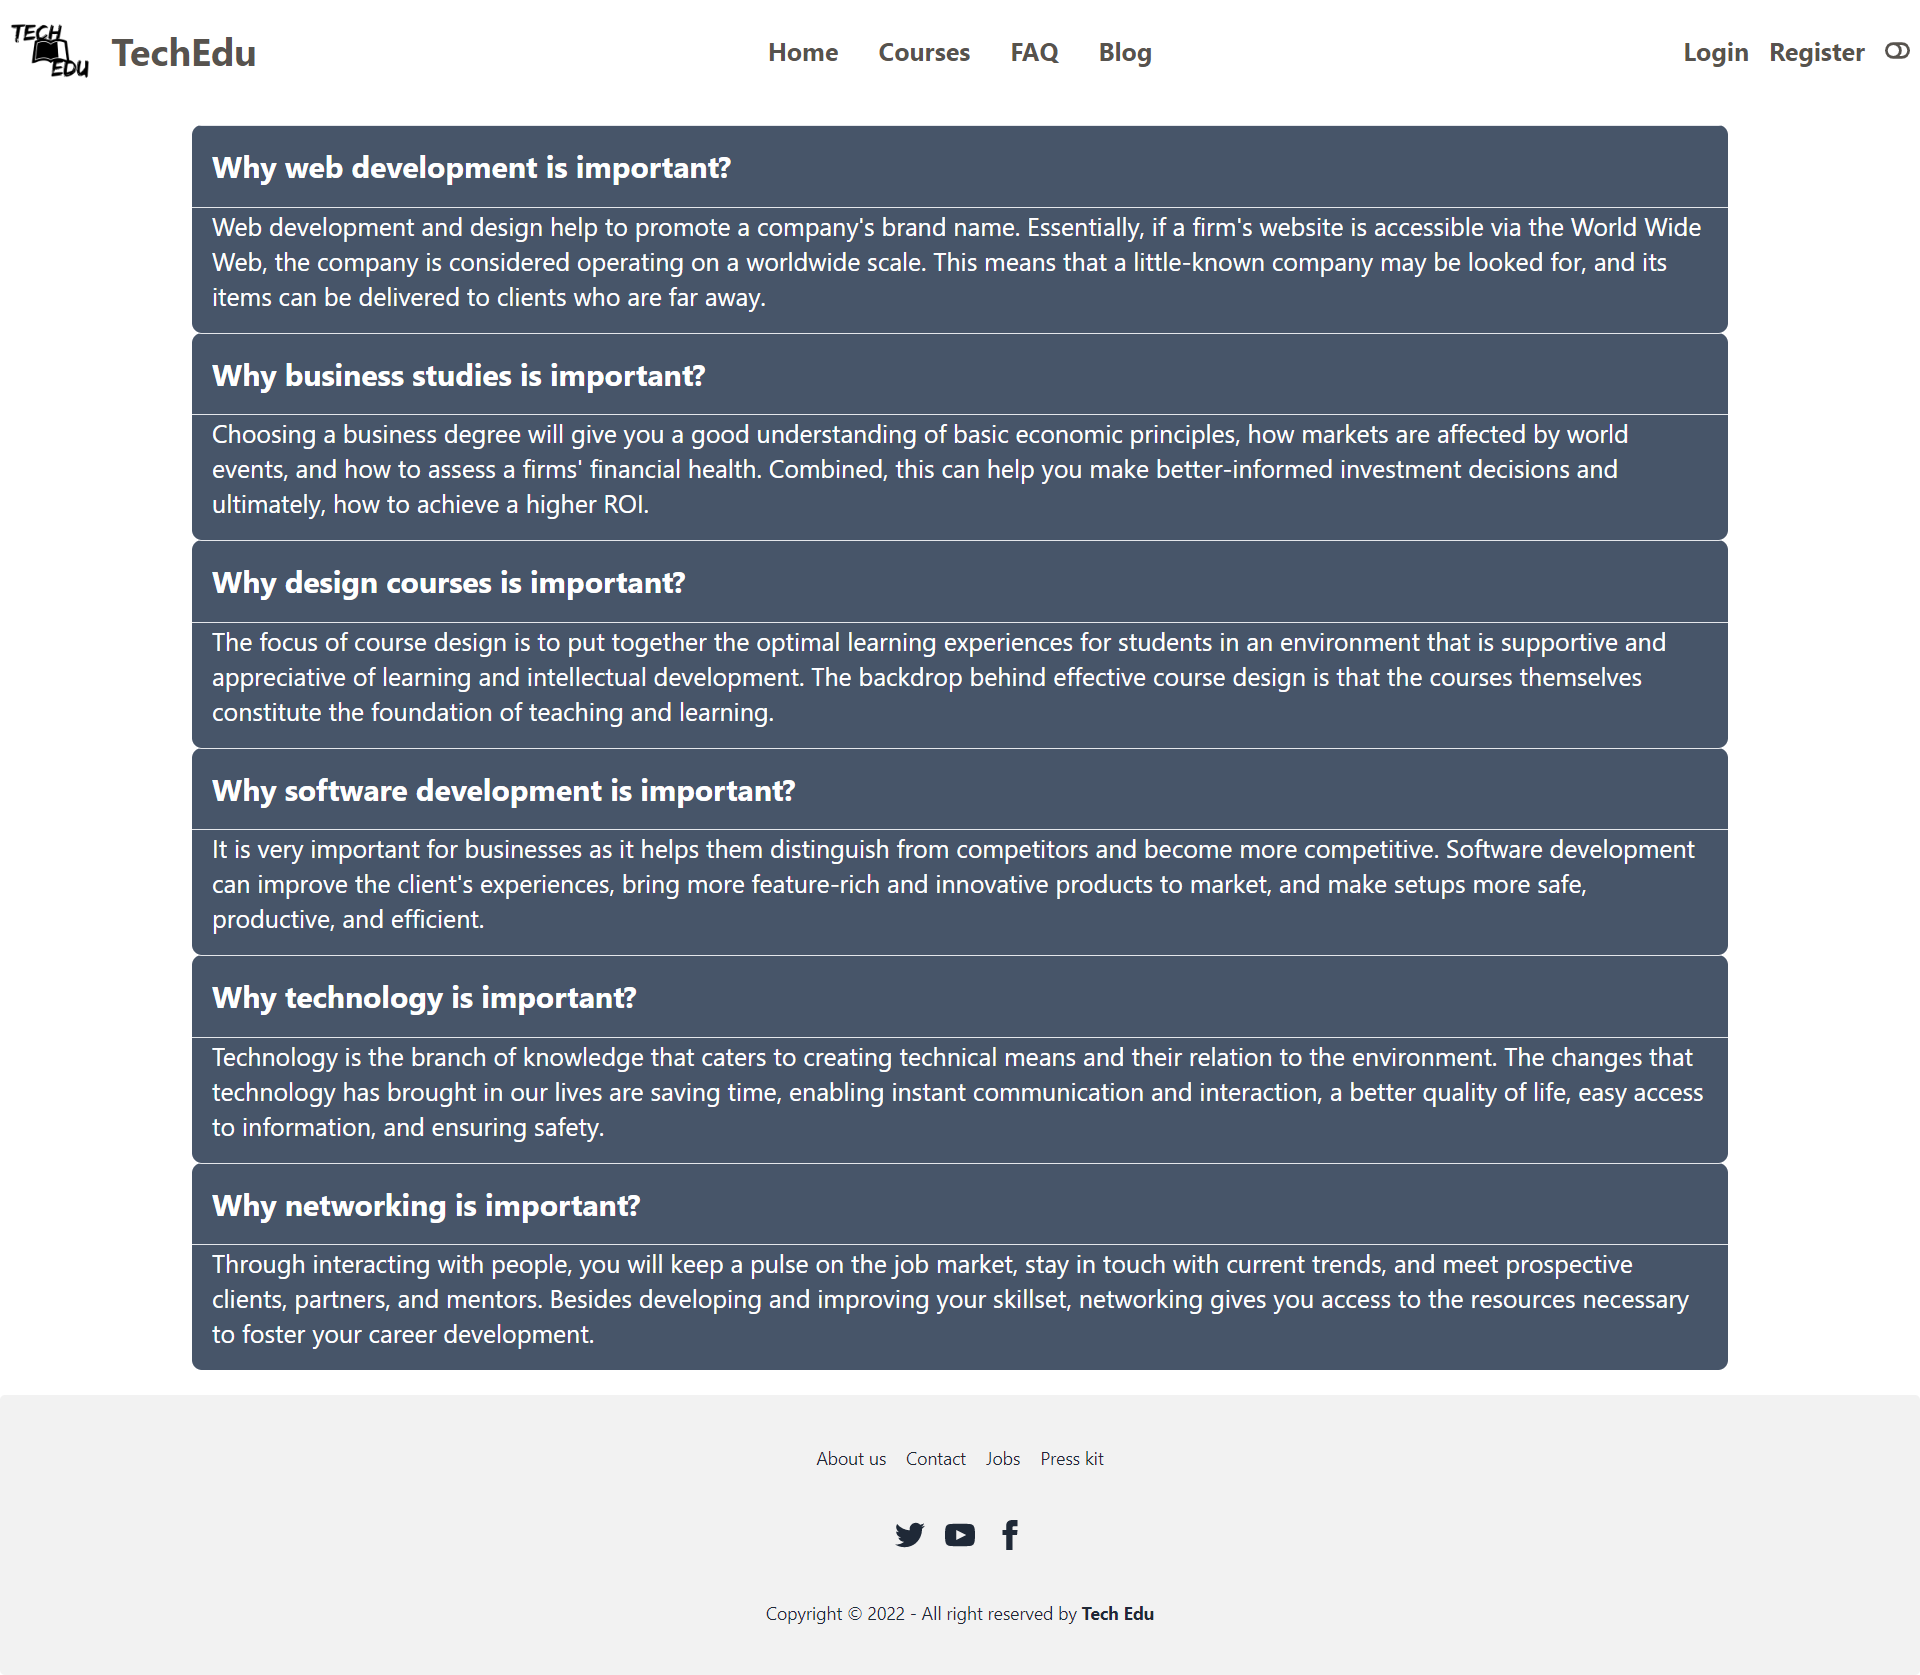 TECH
EDU
TechEdu
Home Courses FAQ Blog
Login Register
Why web development is important?
Web development and design help to promote a company's brand name. Essentially, if a firm's website is accessible via the World Wide
Web, the company is considered operating on a worldwide scale. This means that a little-known company may be looked for, and its
items can be delivered to clients who are far away.
Why business studies is important?
Choosing a business degree will give you a good understanding of basic economic principles, how markets are affected by world
events, and how to assess a firms' financial health. Combined, this can help you make better-informed investment decisions and
ultimately, how to achieve a higher ROI.
Why design courses is important?
The focus of course design is to put together the optimal learning experiences for students in an environment that is supportive and
appreciative of learning and intellectual development. The backdrop behind effective course design is that the courses themselves
constitute the foundation of teaching and learning.
Why software development is important?
It is very important for businesses as it helps them distinguish from competitors and become more competitive. Software development
can improve the client's experiences, bring more feature-rich and innovative products to market, and make setups more safe,
productive, and efficient.
Why technology is important?
Technology is the branch of knowledge that caters to creating technical means and their relation to the environment. The changes that
technology has brought in our lives are saving time, enabling instant communication and interaction, a better quality of life, easy access
to information, and ensuring safety.
Why networking is important?
Through interacting with people, you will keep a pulse on the job market, stay in touch with current trends, and meet prospective
clients, partners, and mentors. Besides developing and improving your skillset, networking gives you access to the resources necessary
to foster your career development.
About us Contact Jobs Press kit
Copyright © 2022 - All right reserved by Tech Edu